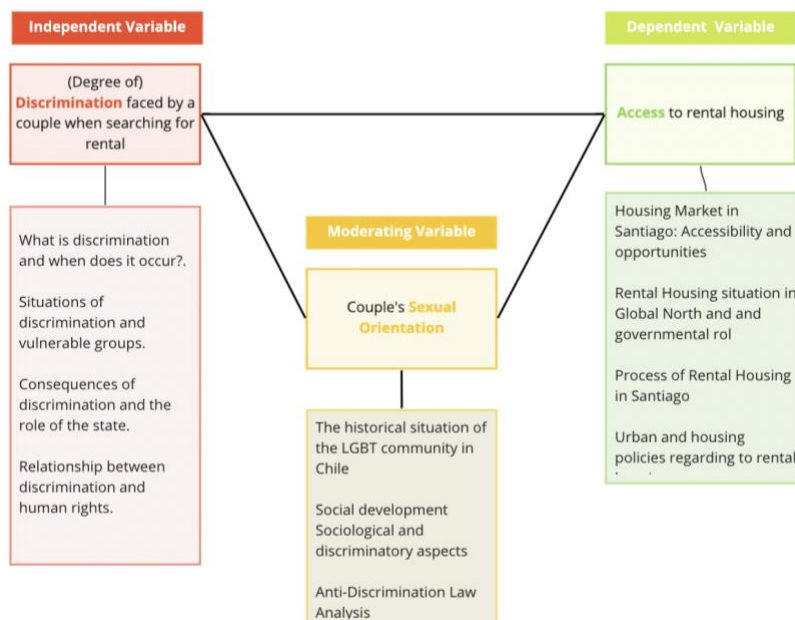 Independent Variable
(Degree of)
Discrimination faced by a
couple when searching for
rental
What is discrimination
and when does it occur?.
Situations of
discrimination and
vulnerable groups.
Consequences of
discrimination and the
role of the state.
Relationship between
discrimination and
human rights.
Moderating Variable
Couple's Sexual
Orientation
The historical situation of
the LGBT community in
Chile
Social development
Sociological and
discriminatory aspects
Anti-Discrimination Law
Analysis
Dependent Variable
Access to rental housing
Housing Market in
Santiago: Accessibility and
opportunities
Rental Housing situation in
Global North and and
governmental rol
Process of Rental Housing
in Santiago
Urban and housing
policies regarding to rental